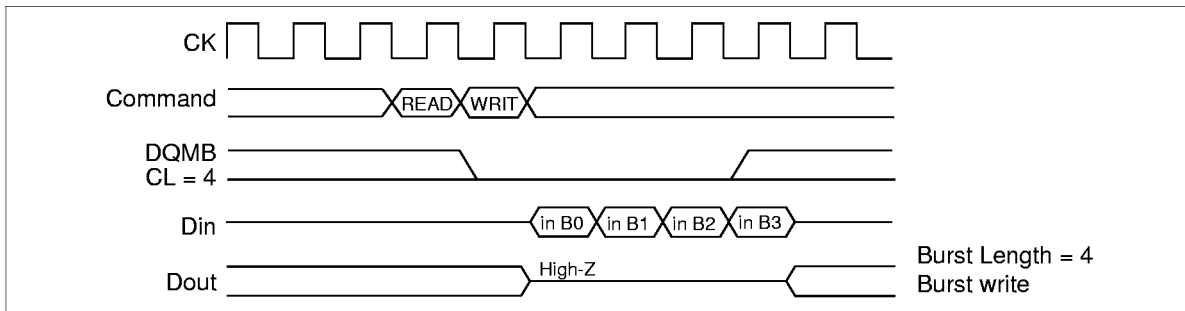 CK
Command
READ WRIT
DQMB
CL = 4
Din
in B0 in B1 in B2 in B3
Dout
High-Z
Burst Length = 4
Burst write